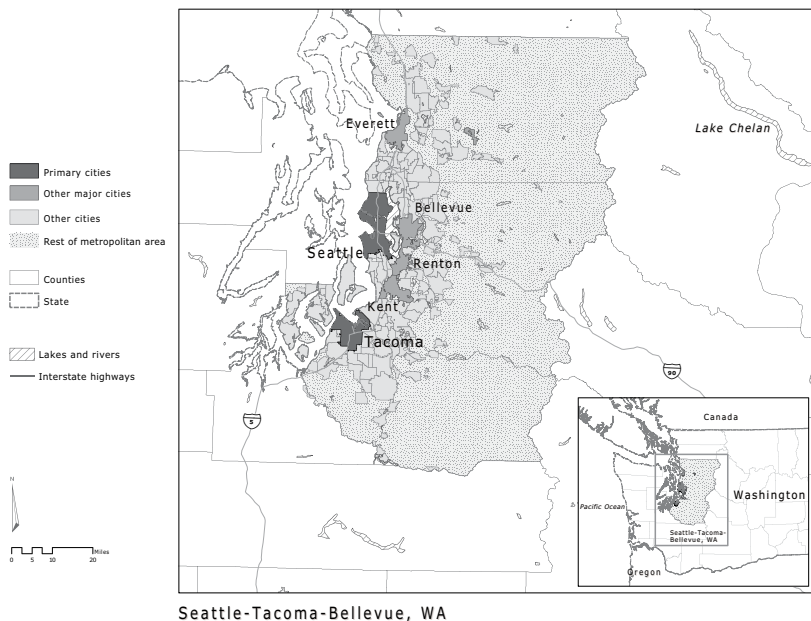 Primary cities
Other major cities
Other cities
Rest of metropolitan area
Counties
State
Lakes and rivers
Interstate highways
N
0 5 10 20
Miles
Everett
Lake Chelan
Bellevue
Seattle
Renton
Kent
Tacoma
90
5
Canada
Washington
Pacific Ocean
Seattle-Tacoma-
Bellevue, WA
Oregon
Seattle-Tacoma-Bellevue, WA